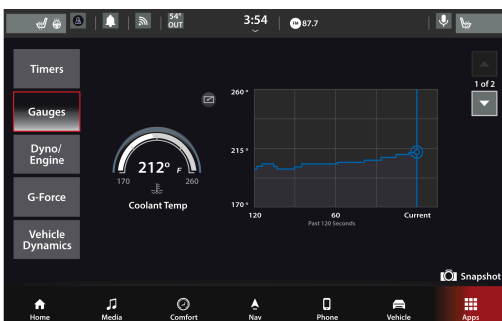 54°
OUT
3:54
FM 87.7
Timers
Gauges
Dyno/
Engine
G-Force
Vehicle
Dynamics
212° F
170
260
Coolant Temp
260°
215°
170°
120
60
Current
Past 120 Seconds
1 of 2
Snapshot
Home
Media
Comfort
Nav
Phone
Vehicle
Apps